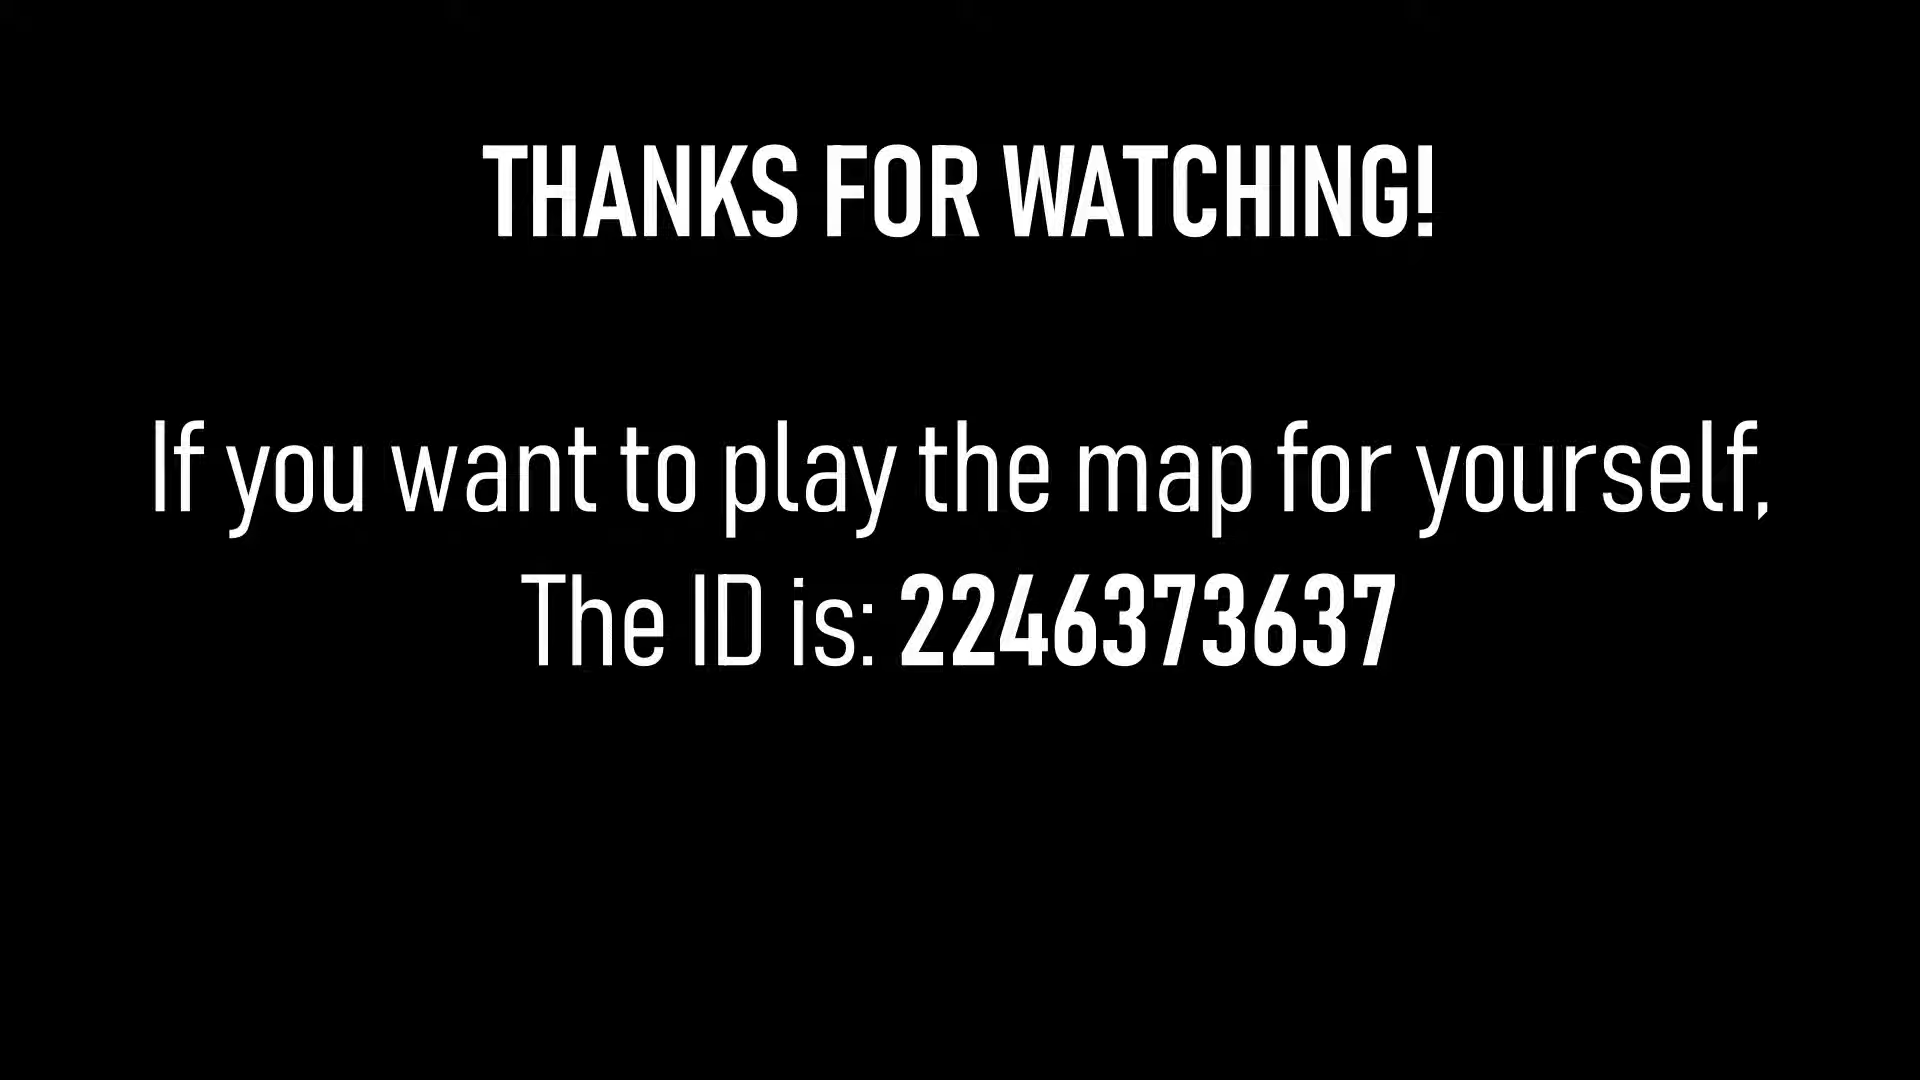 THANKS FOR WATCHING!
If you want to play the map for yourself,
The ID is: 2246373637